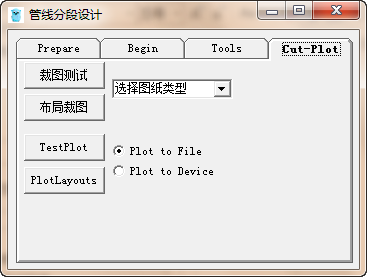 管线分段设计
Prepare
Begin
Tools
Cut-Plot
裁图测试
选择图纸类型
布局裁图
TestPlot
Plot to File
PlotLayouts
Plot to Device